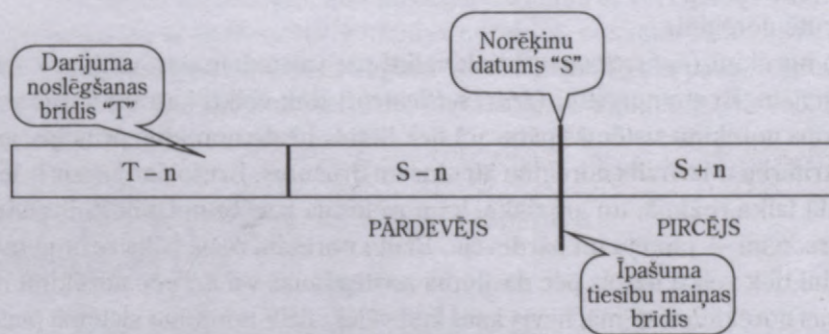 Darījuma
noslēgšanas
brīdis “T”
Norēķinu
datums “S”
T + n
S - n
S + n
PĀRDEVĒJS
PIRCĒJS
Īpašuma
tiesību maiņas
brīdis